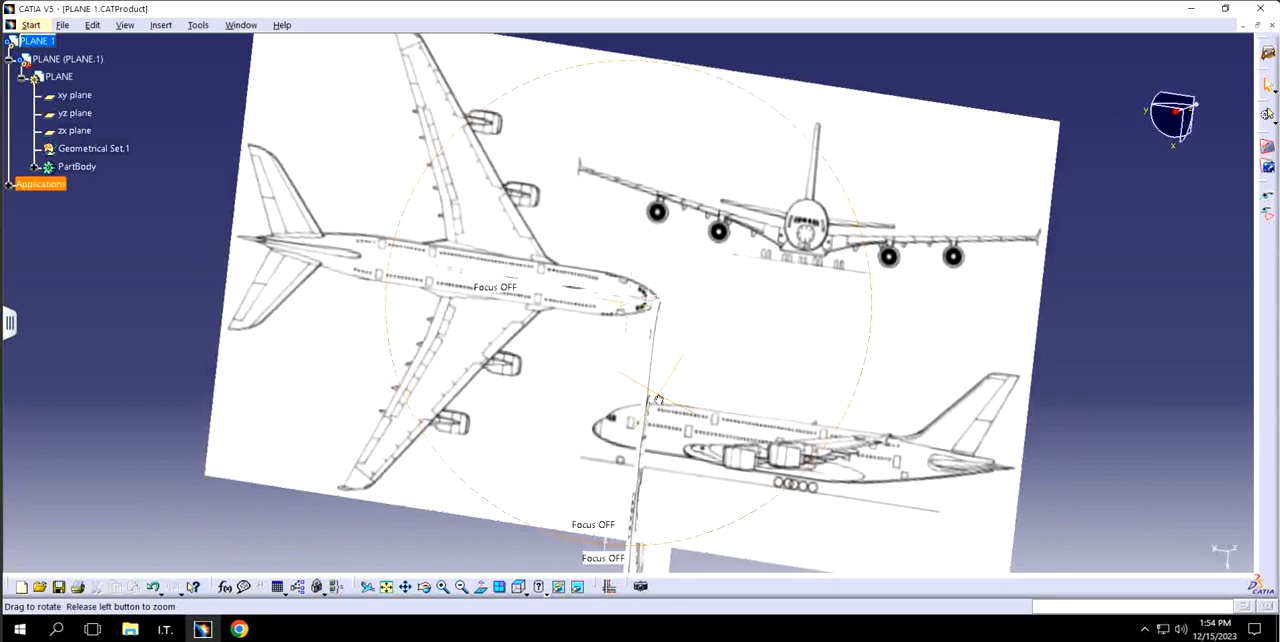 CATIA V5 - [PLANE 1.CATProduct]
Start File Edit View Insert Tools Window Help
PLANE 1
PLANE (PLANE.1)
PLANE
xy plane
yz plane
zx plane
Geometrical Set.1
PartBody
Applications
y
x
Focus OFF
Focus OFF
Focus OFF
y z
f(x)
CATIA
Drag to rotate Release left button to zoom
I.T.
1:54 PM
12/15/2023